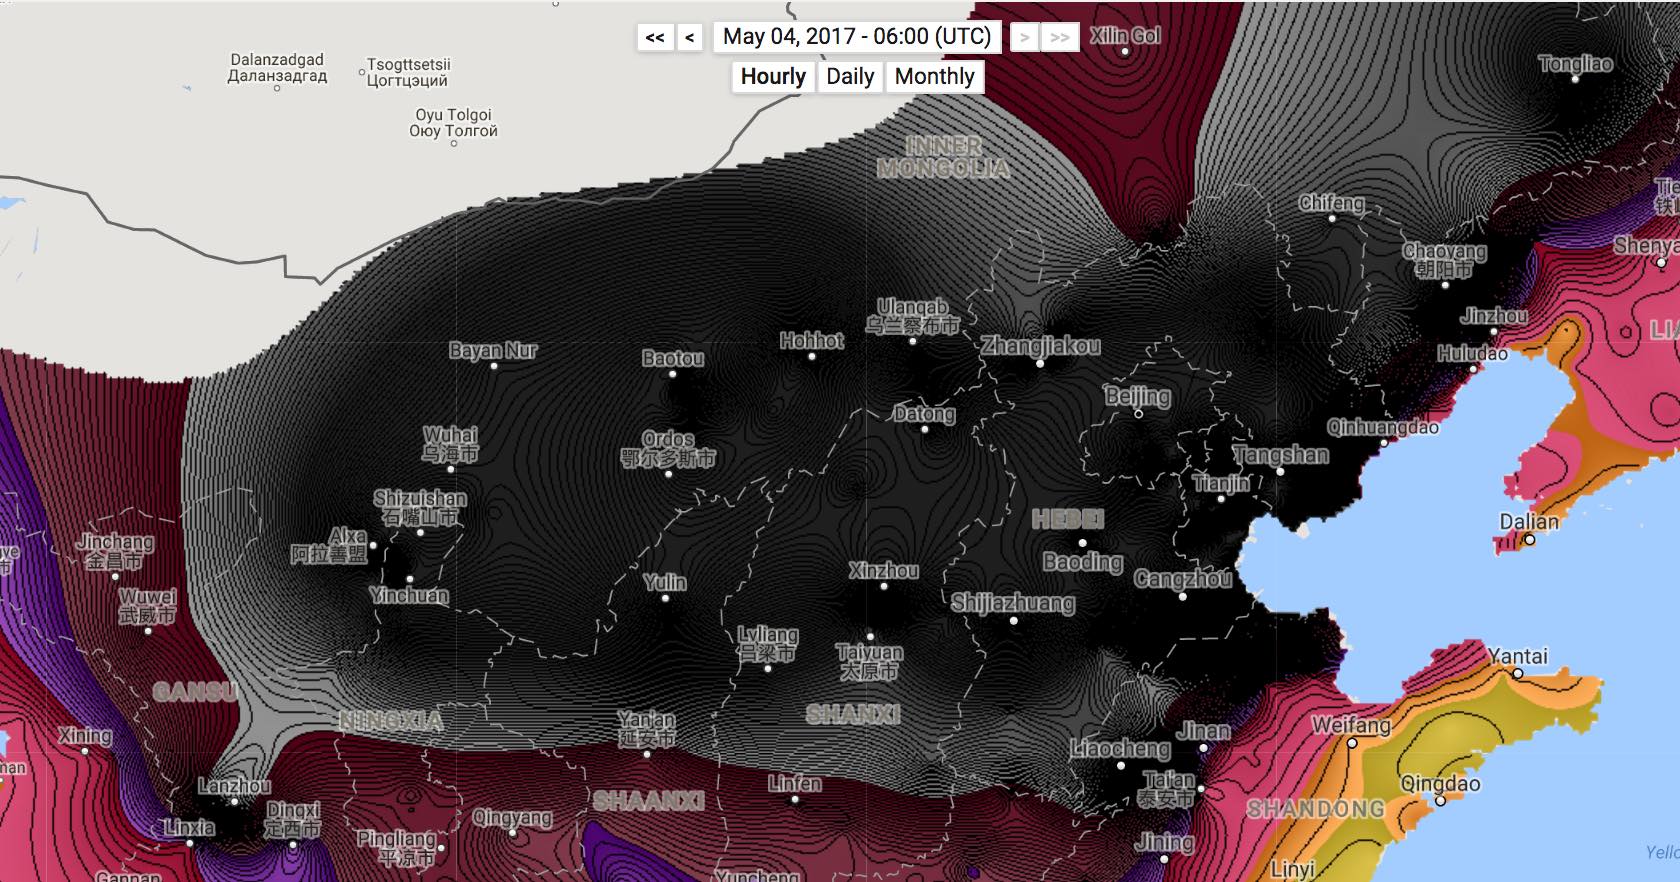 << < May 04, 2017 - 06:00 (UTC) > >>
Hourly Daily Monthly
Xilin Gol
Dalanzadgad
Даланзадгад
Tsogttsetsii
Цогтцэций
Tongliao
Oyu Tolgoi
Оюу Толгой
INNER
MONGOLIA
Chifeng
Tie
Shenya
Chaoyang
朝阳市
Ulanqab
乌兰察布市
Jinzhou
LIA
Bayan Nur
Baotou
Hohhot
Zhangjiakou
Huludao
Beijing
Datong
Qinhuangdao
Wuhai
乌海市
Ordos
鄂尔多斯市
Tangshan
Tianjin
Shizuishan
石嘴山市
HEBEI
Dalian
Jinchang
金昌市
Alxa
阿拉善盟
Baoding
Xinzhou
Cangzhou
Yinchuan
Yulin
Wuwei
武威市
Shijiazhuang
Lvliang
吕梁市
Taiyuan
太原市
Yantai
GANSU
NINGXIA
Yan'an
延安市
SHANXI
Xining
Liaocheng
Jinan
Weifang
nan
Lanzhou
Linfen
Tai'an
泰安市
Qingdao
SHAANXI
SHANDONG
Dingxi
定西市
Linxia
Qingyang
Pingliang
平凉市
Jining
Yello
Linyi
Gannan
Yuncheng